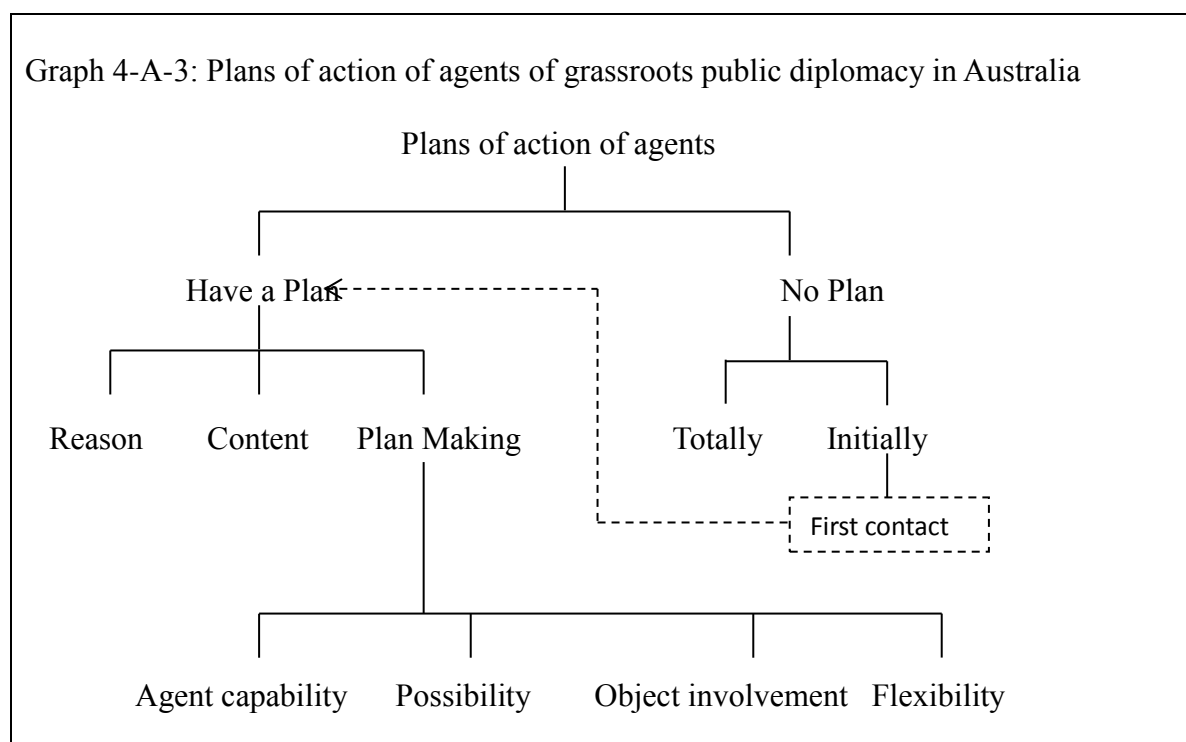 Graph 4-A-3: Plans of action of agents of grassroots public diplomacy in Australia
Plans of action of agents
Have a Plan
No Plan
Reason
Content
Plan Making
Totally
Initially
First contact
Agent capability
Possibility
Object involvement
Flexibility